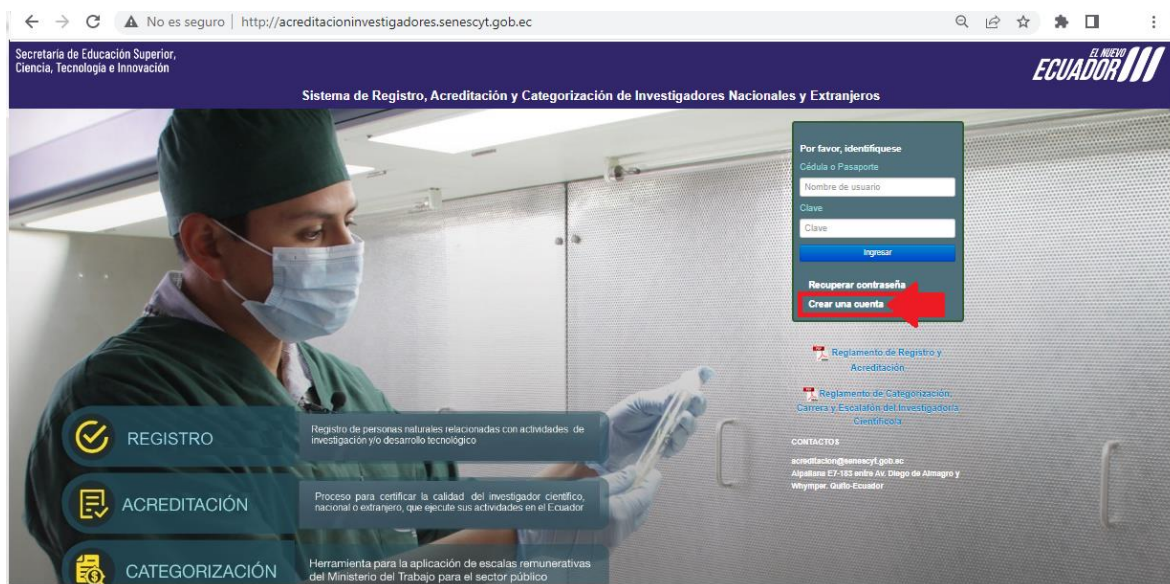 No es seguro | http://acreditacioninvestigadores.senescyt.gob.ec
Secretaría de Educación Superior,
Ciencia, Tecnología e Innovación
EL NUEVO
ECUADOR
Sistema de Registro, Acreditación y Categorización de Investigadores Nacionales y Extranjeros
Por favor, identifíquese
Cédula o Pasaporte
Nombre de usuario
Clave
Clave
Ingresar
Recuperar contraseña
Crear una cuenta
Reglamento de Registro y
Acreditación
Reglamento de Categorización,
Carrera y Escalafón del Investigador/a
Científico/a
CONTACTOS
acreditacion@senescyt.gob.ec
Alpallana E7-183 entre Av. Diego de Almagro y
Whymper. Quito-Ecuador
REGISTRO
Registro de personas naturales relacionadas con actividades de
investigación y/o desarrollo tecnológico
ACREDITACIÓN
Proceso para certificar la calidad del investigador científico,
nacional o extranjero, que ejecute sus actividades en el Ecuador
CATEGORIZACIÓN
Herramienta para la aplicación de escalas remunerativas
del Ministerio del Trabajo para el sector público